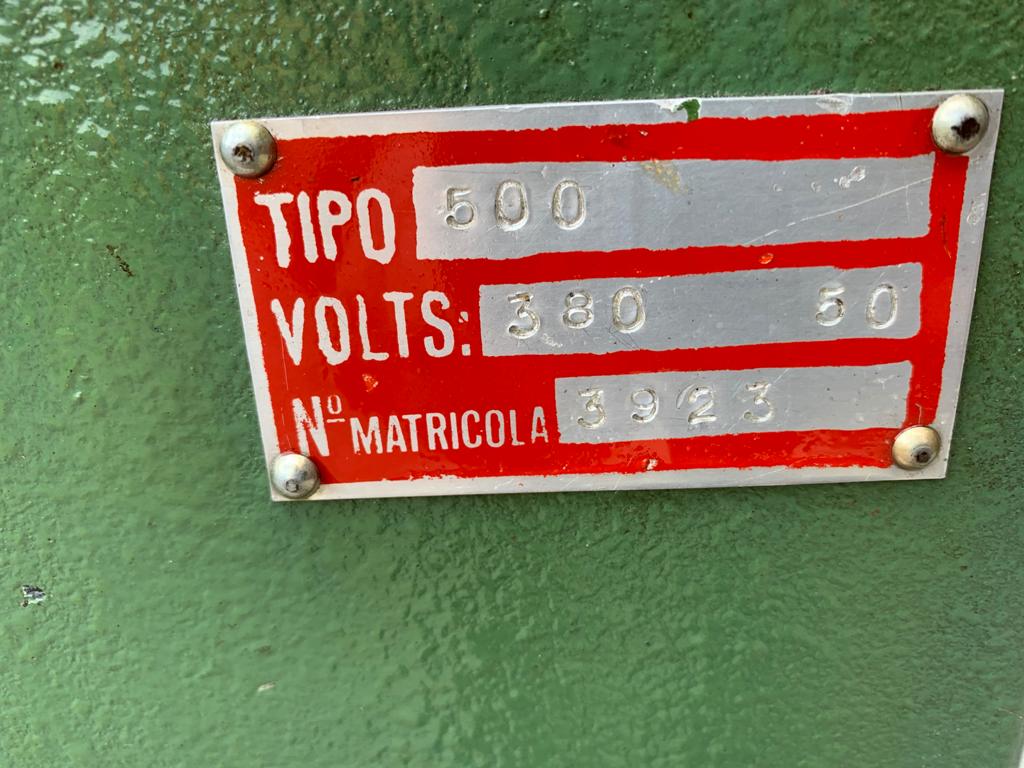 TIPO 500
VOLTS: 380 50
Nº MATRICOLA 3923